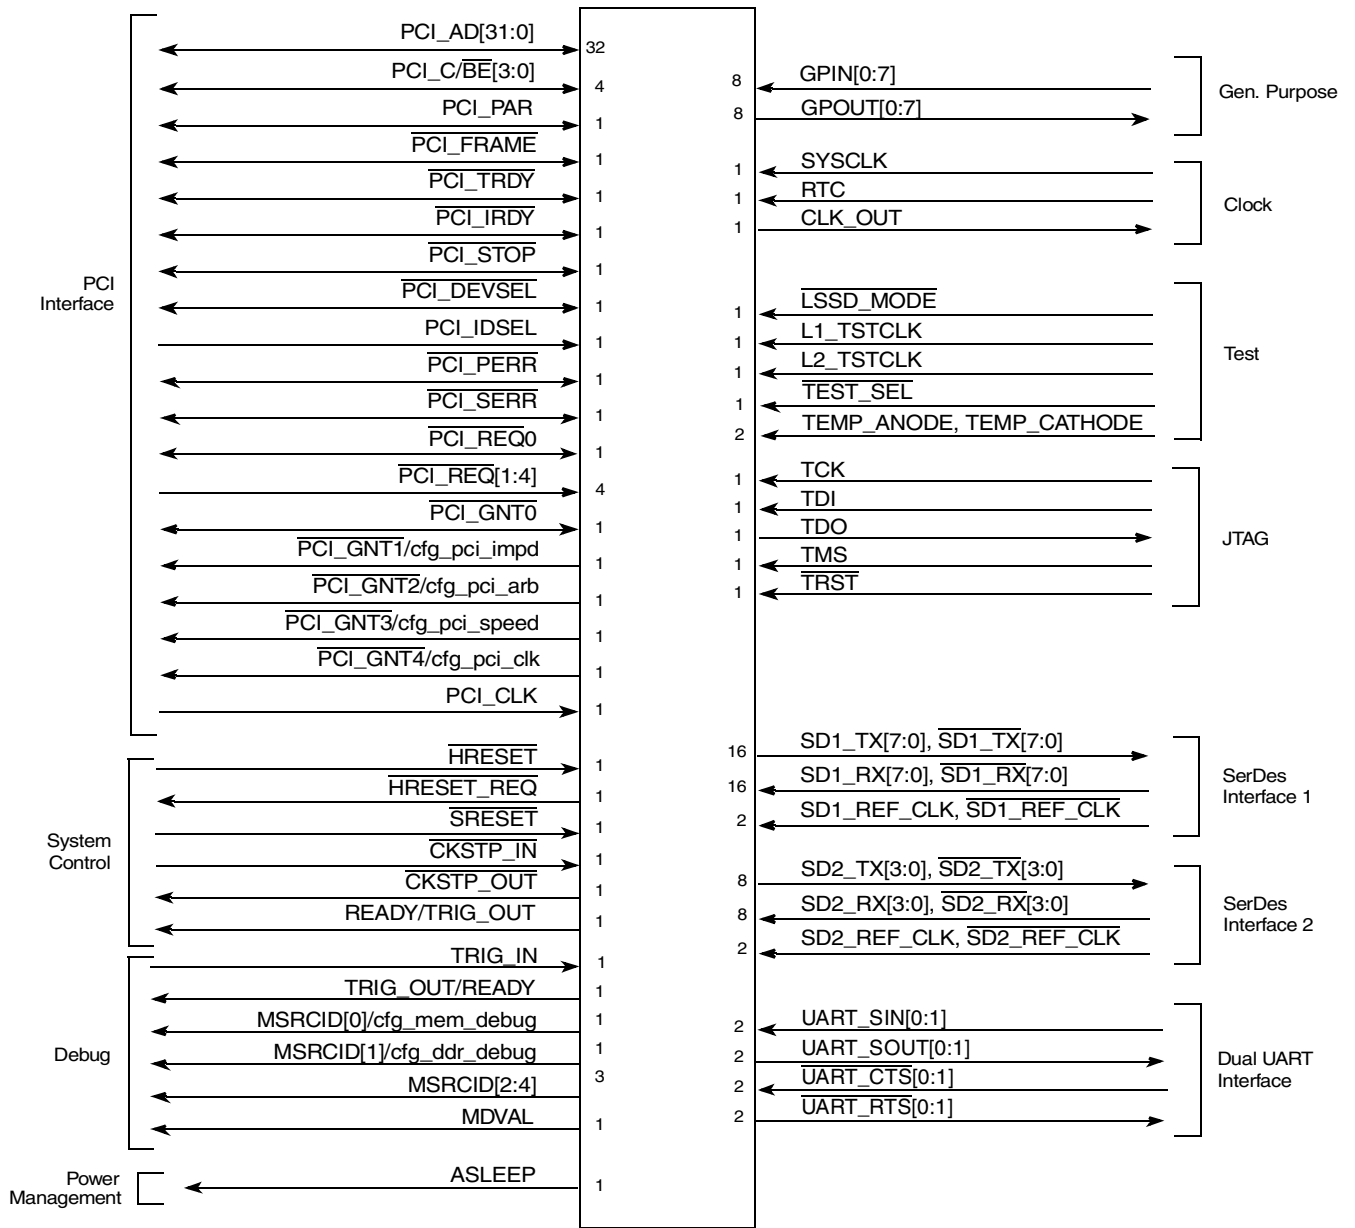 PCI_AD[31:0]
32
PCI_C/BE[3:0]
4
PCI_PAR
1
PCI_FRAME
1
PCI_TRDY
1
PCI_IRDY
1
PCI_STOP
1
PCI_DEVSEL
1
PCI_IDSEL
1
PCI_PERR
1
PCI_SERR
1
PCI_REQ0
1
PCI_REQ[1:4]
4
PCI_GNT0
1
PCI_GNT1/cfg_pci_impd
1
PCI_GNT2/cfg_pci_arb
1
PCI_GNT3/cfg_pci_speed
1
PCI_GNT4/cfg_pci_clk
1
PCI_CLK
1
PCI
Interface
HRESET
1
HRESET_REQ
1
SRESET
1
CKSTP_IN
1
CKSTP_OUT
1
READY/TRIG_OUT
1
System
Control
TRIG_IN
1
TRIG_OUT/READY
1
MSRCID[0]/cfg_mem_debug
1
MSRCID[1]/cfg_ddr_debug
1
MSRCID[2:4]
3
MDVAL
1
Debug
ASLEEP
1
Power
Management
8
GPIN[0:7]
8
GPOUT[0:7]
Gen. Purpose
1
SYSCLK
1
RTC
1
CLK_OUT
Clock
1
LSSD_MODE
1
L1_TSTCLK
1
L2_TSTCLK
1
TEST_SEL
2
TEMP_ANODE, TEMP_CATHODE
Test
1
TCK
1
TDI
1
TDO
1
TMS
1
TRST
JTAG
16
SD1_TX[7:0], SD1_TX[7:0]
16
SD1_RX[7:0], SD1_RX[7:0]
2
SD1_REF_CLK, SD1_REF_CLK
SerDes
Interface 1
8
SD2_TX[3:0], SD2_TX[3:0]
8
SD2_RX[3:0], SD2_RX[3:0]
2
SD2_REF_CLK, SD2_REF_CLK
SerDes
Interface 2
2
UART_SIN[0:1]
2
UART_SOUT[0:1]
2
UART_CTS[0:1]
2
UART_RTS[0:1]
Dual UART
Interface